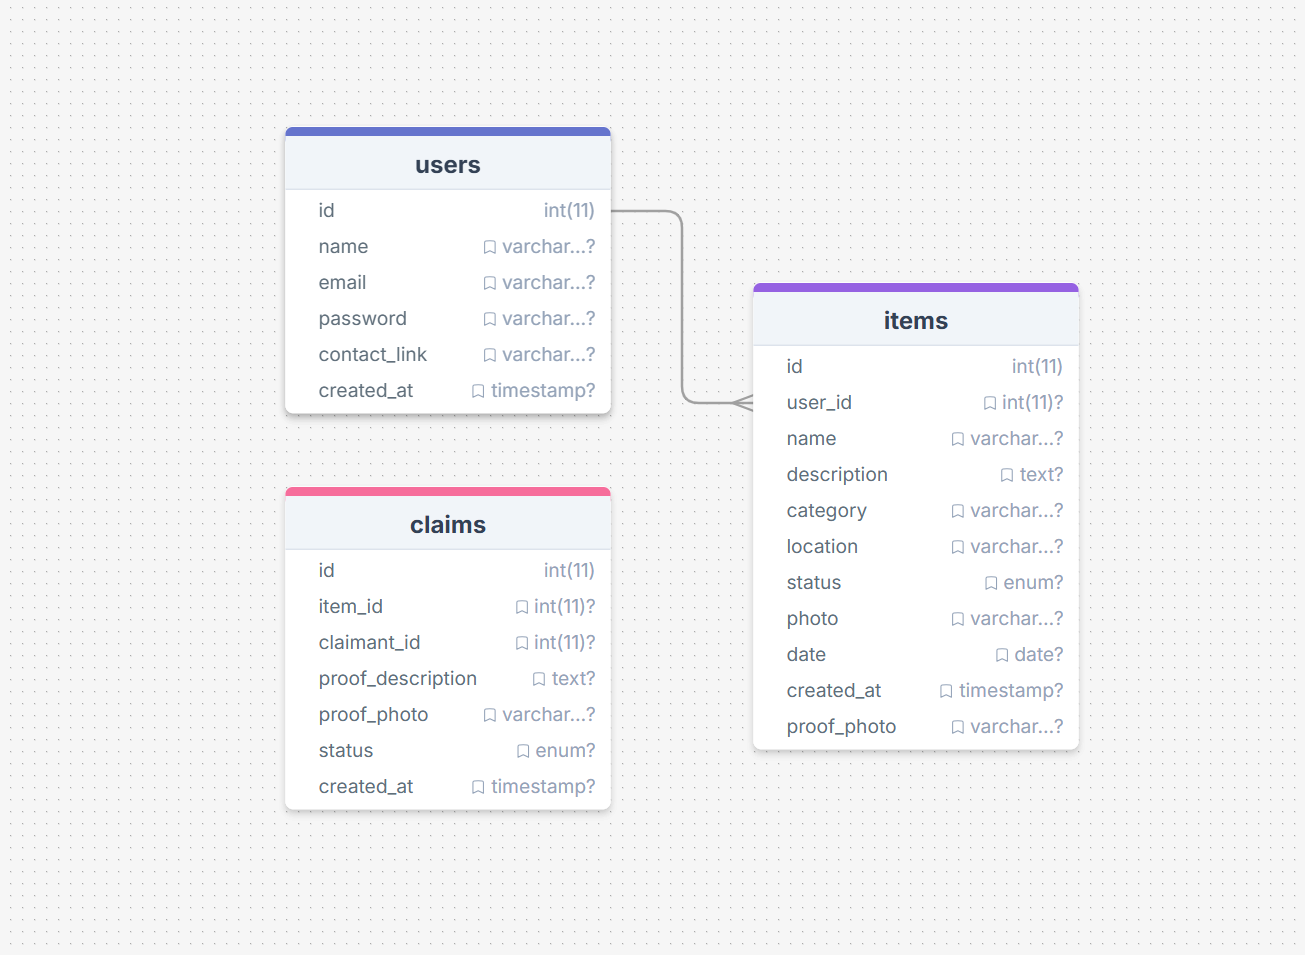 users
id int(11)
name varchar...?
email varchar...?
password varchar...?
contact_link varchar...?
created_at timestamp?
claims
id int(11)
item_id int(11)?
claimant_id int(11)?
proof_description text?
proof_photo varchar...?
status enum?
created_at timestamp?
items
id int(11)
user_id int(11)?
name varchar...?
description text?
category varchar...?
location varchar...?
status enum?
photo varchar...?
date date?
created_at timestamp?
proof_photo varchar...?